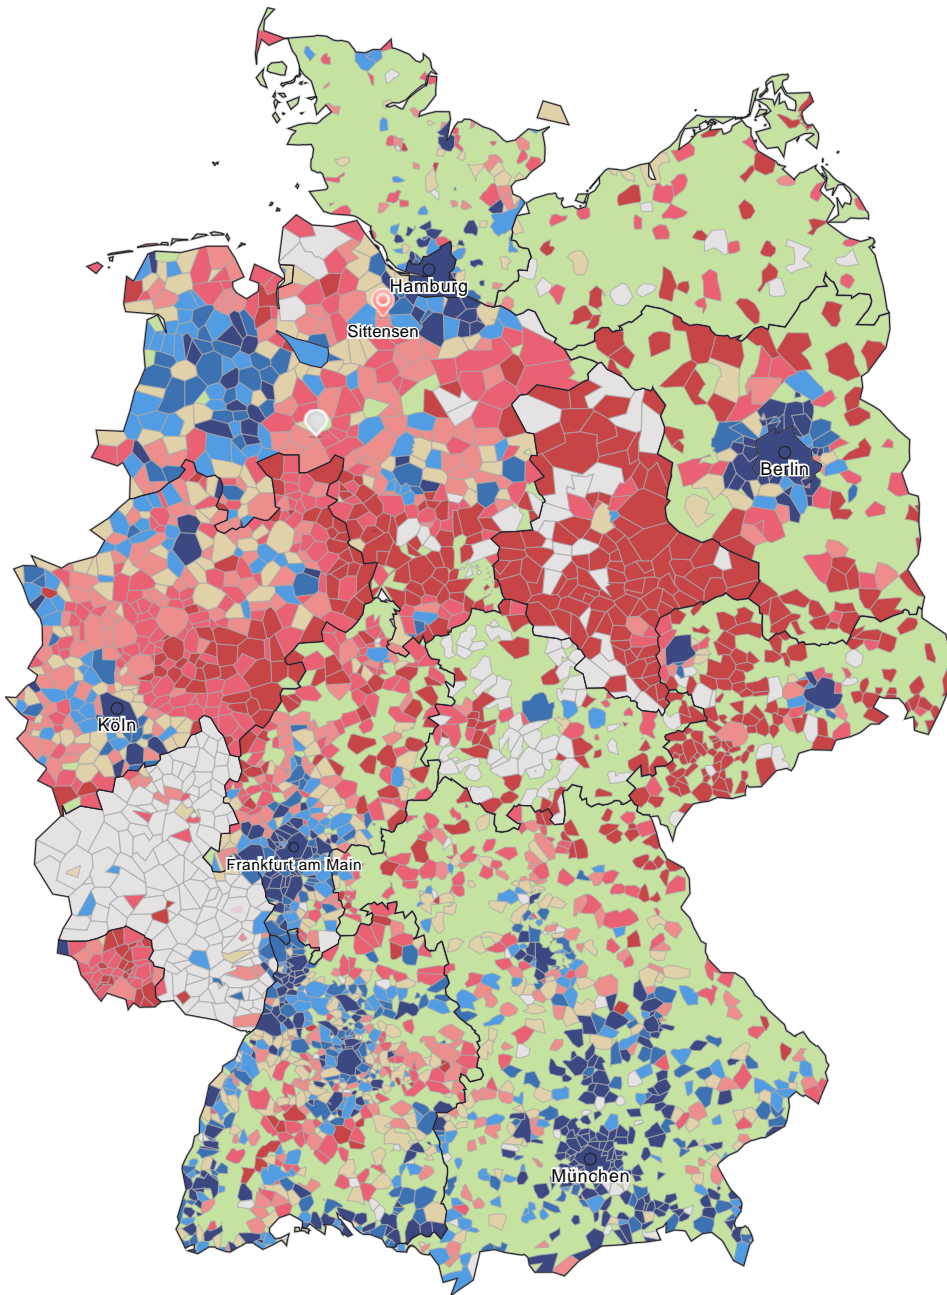 Hamburg
Sittensen
Berlin
Köln
Frankfurt am Main
München